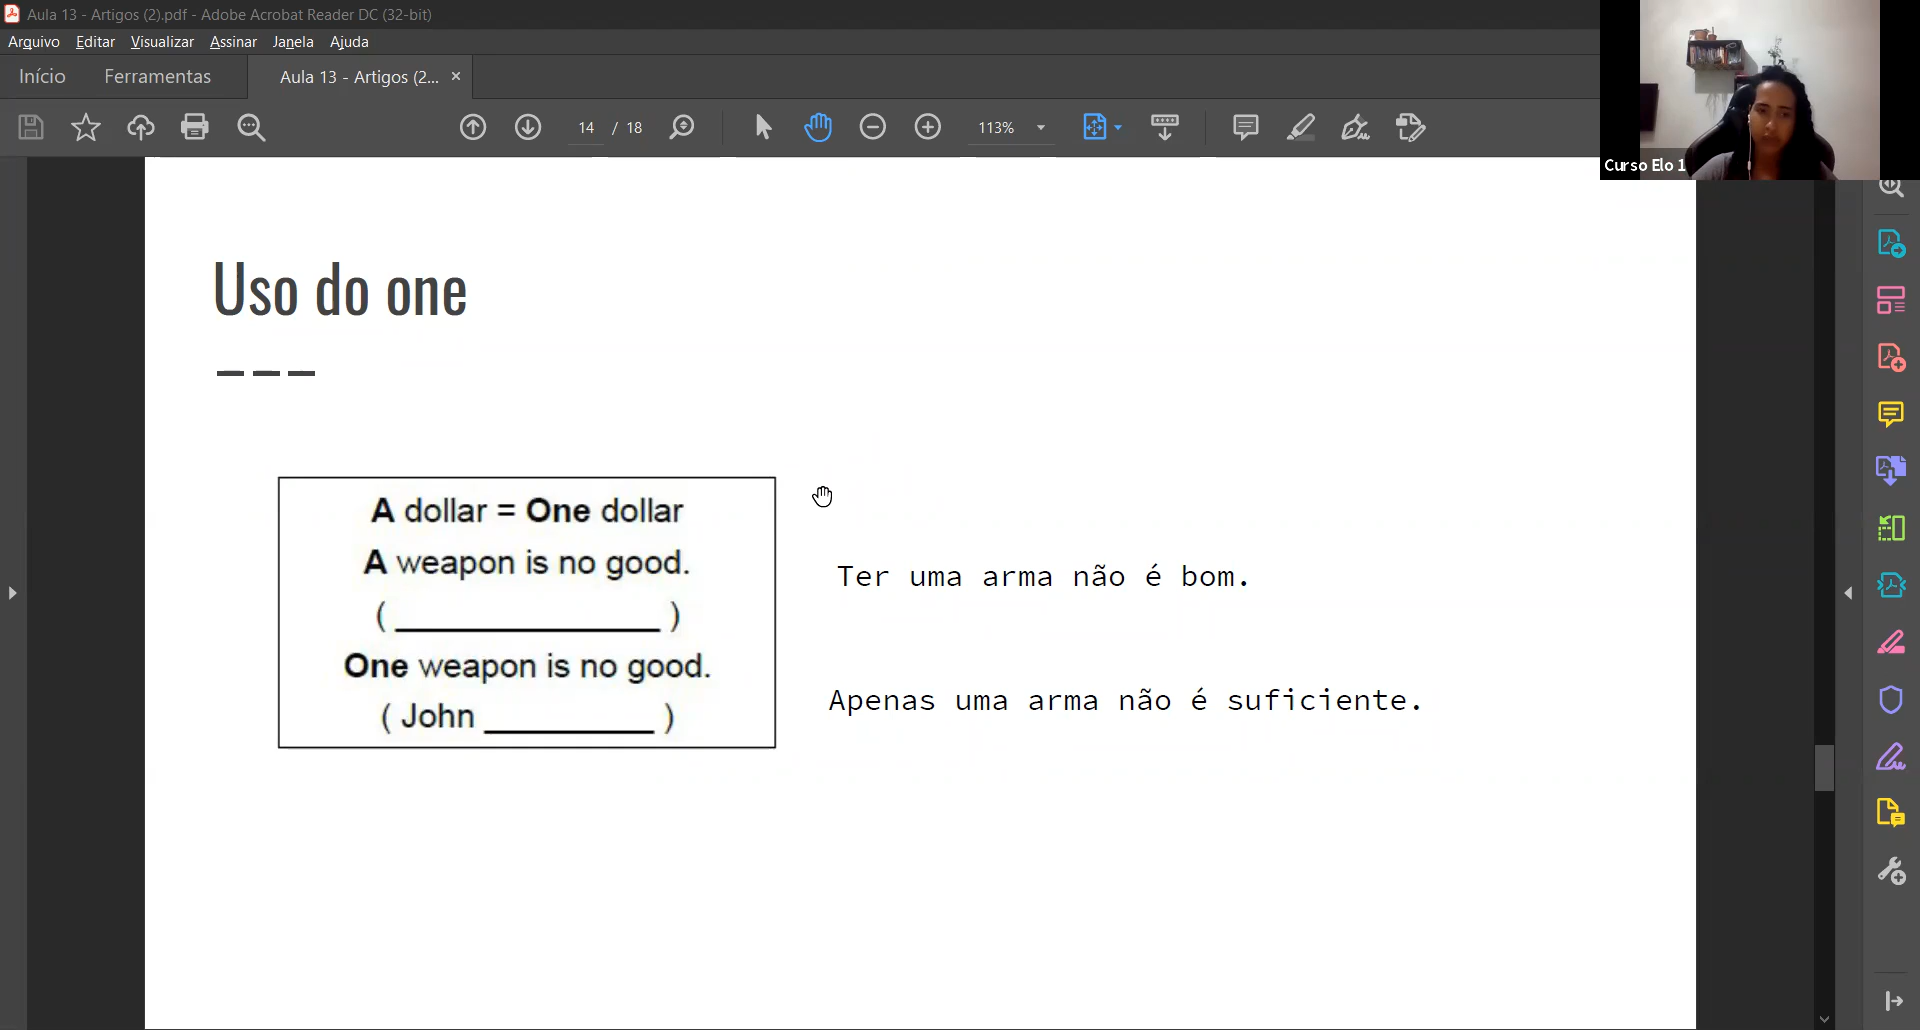 Aula 13 - Artigos (2).pdf - Adobe Acrobat Reader DC (32-bit)
Arquivo Editar Visualizar Assinar Janela Ajuda
Início Ferramentas Aula 13 - Artigos (2... ×
14 / 18 113%
Curso Elo 1
Uso do one
A dollar = One dollar
A weapon is no good.
( ______________ )
One weapon is no good.
( John _________ )
Ter uma arma não é bom.
Apenas uma arma não é suficiente.